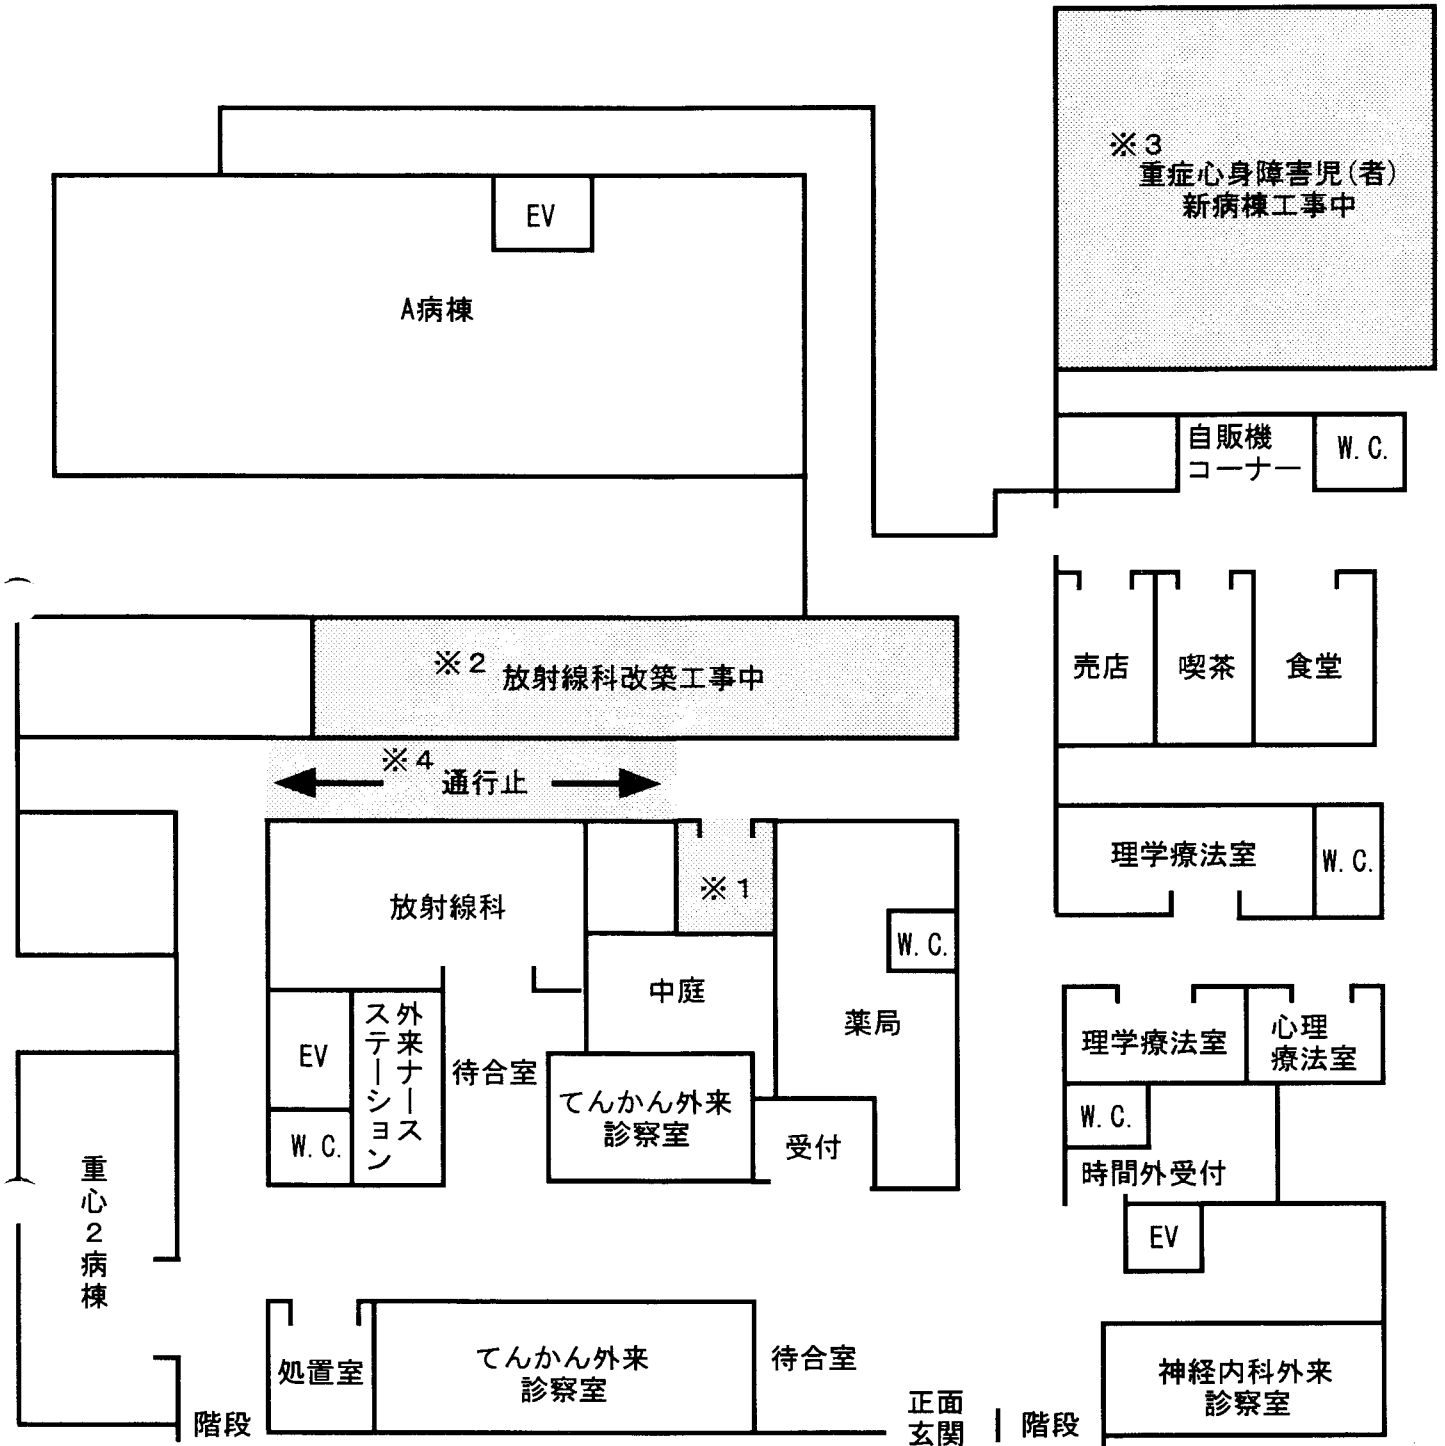 ※3
重症心身障害児(者)
新病棟工事中
EV
A病棟
自販機
コーナー
W.C.
※2 放射線科改築工事中
売店
喫茶
食堂
※4 通行止
理学療法室
W.C.
※1
放射線科
W.C.
中庭
薬局
外来ナース
ステーション
EV
待合室
理学療法室
心理
療法室
てんかん外来
診察室
W.C.
W.C.
受付
時間外受付
重心2病棟
EV
処置室
てんかん外来
診察室
待合室
神経内科外来
診察室
階段
正面
玄関
階段